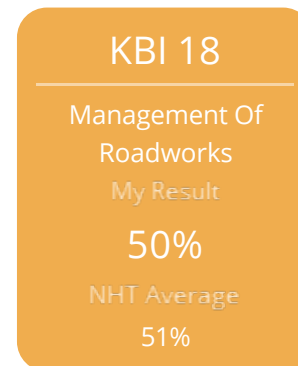 KBI 18
Management Of
Roadworks
My Result
50%
NHT Average
51%